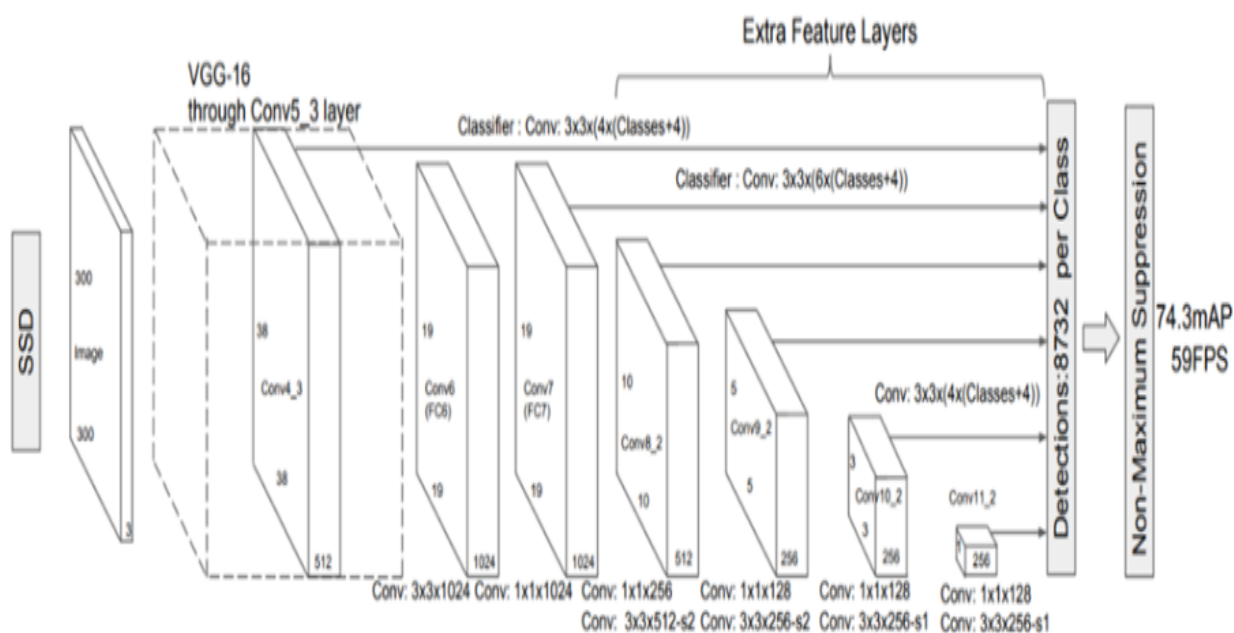 Extra Feature Layers
VGG-16
through Conv5_3 layer
Classifier : Conv: 3x3x(4x(Classes+4))
Classifier : Conv: 3x3x(6x(Classes+4))
SSD
300
Image
300
3
38
Conv4_3
38
512
19
Conv6
(FC6)
19
1024
19
Conv7
(FC7)
19
1024
10
Conv8_2
10
512
5
Conv9_2
5
256
Conv: 3x3x(4x(Classes+4))
3
Conv10_2
3
256
Conv11_2
1
256
Detections:8732 per Class
Non-Maximum Suppression
74.3mAP
59FPS
Conv: 3x3x1024
Conv: 1x1x1024
Conv: 1x1x256
Conv: 3x3x512-s2
Conv: 1x1x128
Conv: 3x3x256-s2
Conv: 1x1x128
Conv: 3x3x256-s1
Conv: 1x1x128
Conv: 3x3x256-s1